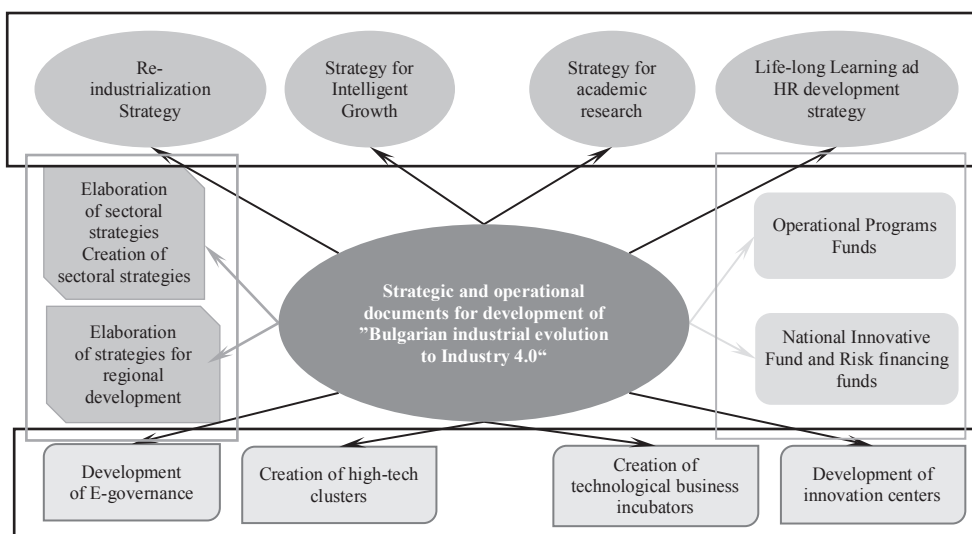 Re-
industrialization
Strategy
Strategy for
Intelligent
Growth
Strategy for
academic
research
Life-long Learning ad
HR development
strategy
Elaboration
of sectoral
strategies
Creation of
sectoral strategies
Operational Programs
Funds
Strategic and operational
documents for development of
”Bulgarian industrial evolution
to Industry 4.0“
Elaboration
of strategies for
regional
development
National Innovative
Fund and Risk financing
funds
Development
of E-governance
Creation of high-tech
clusters
Creation of
technological business
incubators
Development of
innovation centers